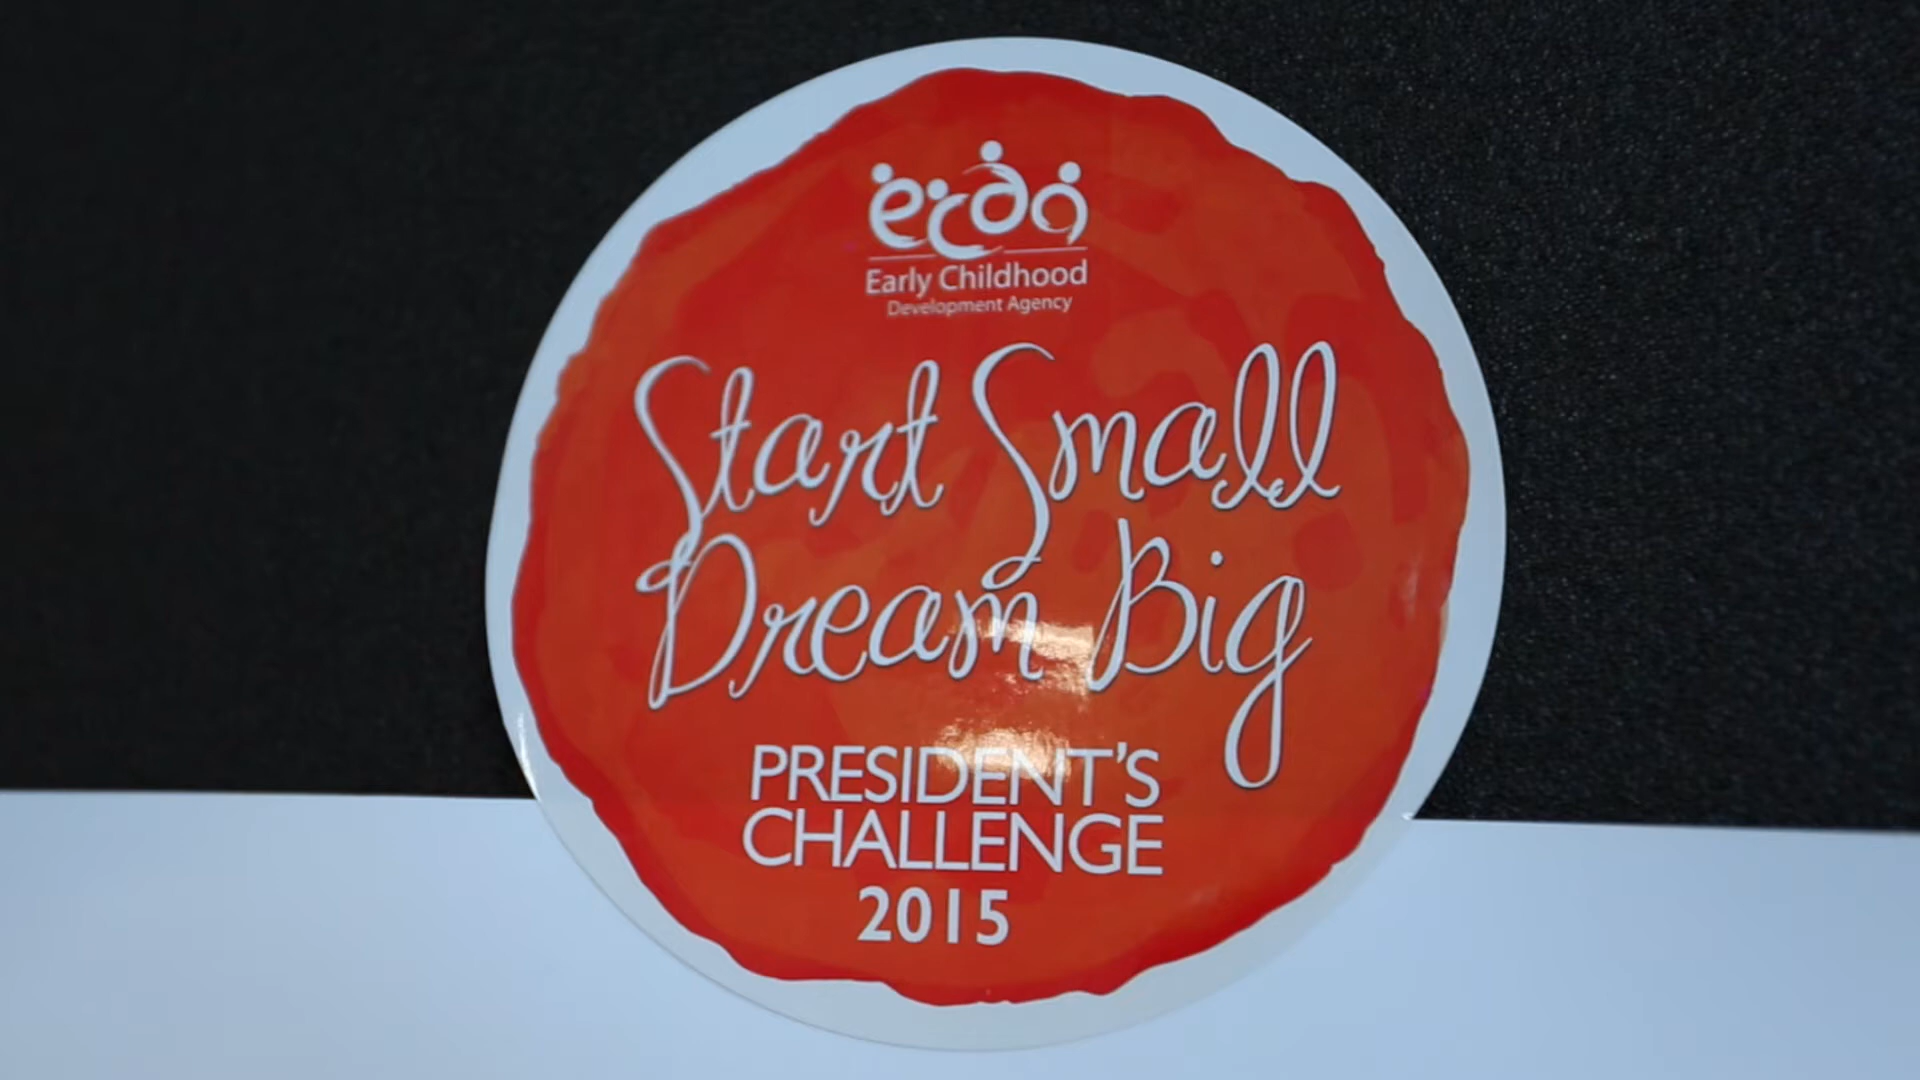 ecda
Early Childhood
Development Agency
Start Small
Dream Big
PRESIDENT'S
CHALLENGE
2015